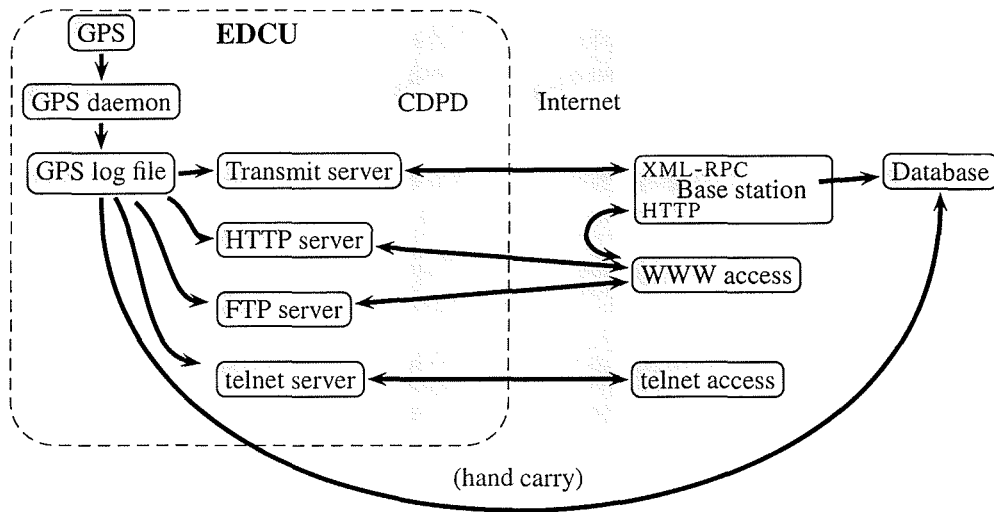 GPS
EDCU
GPS daemon
CDPD
Internet
GPS log file
Transmit server
XML-RPC
Base station
HTTP
Database
HTTP server
WWW access
FTP server
telnet server
telnet access
(hand carry)